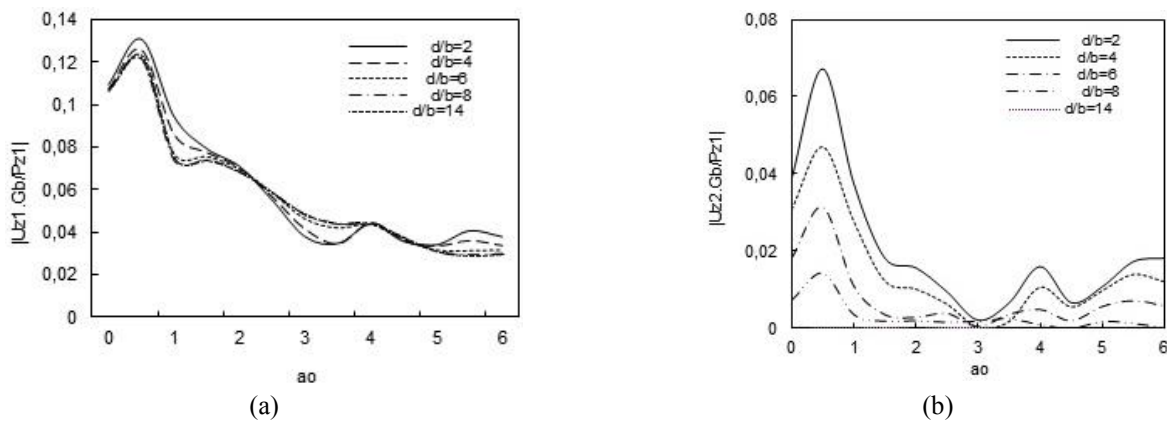 0,14
0,12
0,1
0,08
0,06
0,04
0,02
0
|Uz1.Gb/Pz1|
d/b=2
d/b=4
d/b=6
d/b=8
d/b=14
0 1 2 3 4 5 6
ao
(a)
0,08
0,06
0,04
0,02
0
|Uz2.Gb/Pz1|
d/b=2
d/b=4
d/b=6
d/b=8
d/b=14
0 1 2 3 4 5 6
ao
(b)